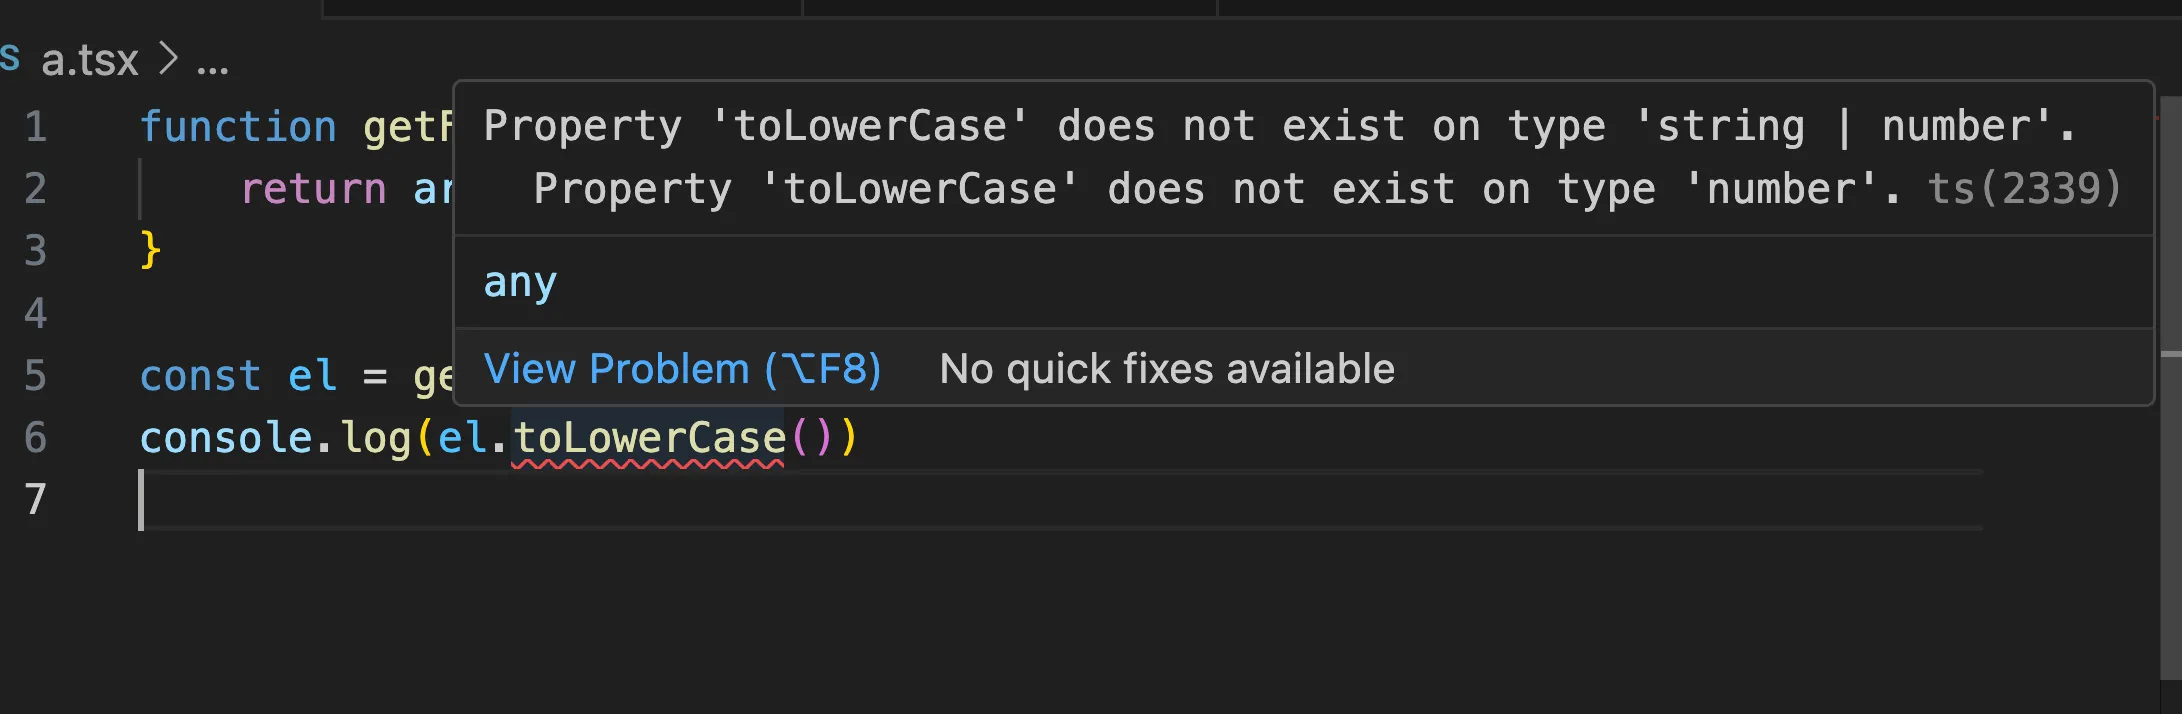 S a.tsx > ...
1 function getF
Property 'toLowerCase' does not exist on type 'string | number'.
2 return ar
Property 'toLowerCase' does not exist on type 'number'. ts(2339)
3 }
any
4
View Problem (⌥F8) No quick fixes available
5 const el = ge
6 console.log(el.toLowerCase())
7